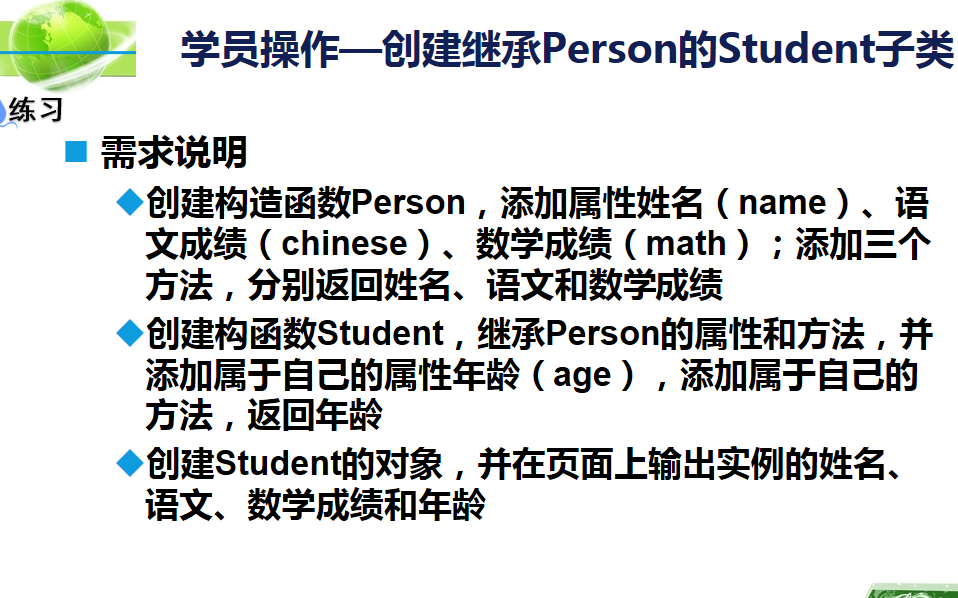 学员操作—创建继承Person的Student子类
练习
需求说明
创建构造函数Person，添加属性姓名（name）、语
文成绩（chinese）、数学成绩（math）；添加三个
方法，分别返回姓名、语文和数学成绩
创建构函数Student，继承Person的属性和方法，并
添加属于自己的属性年龄（age），添加属于自己的
方法，返回年龄
创建Student的对象，并在页面上输出实例的姓名、
语文、数学成绩和年龄